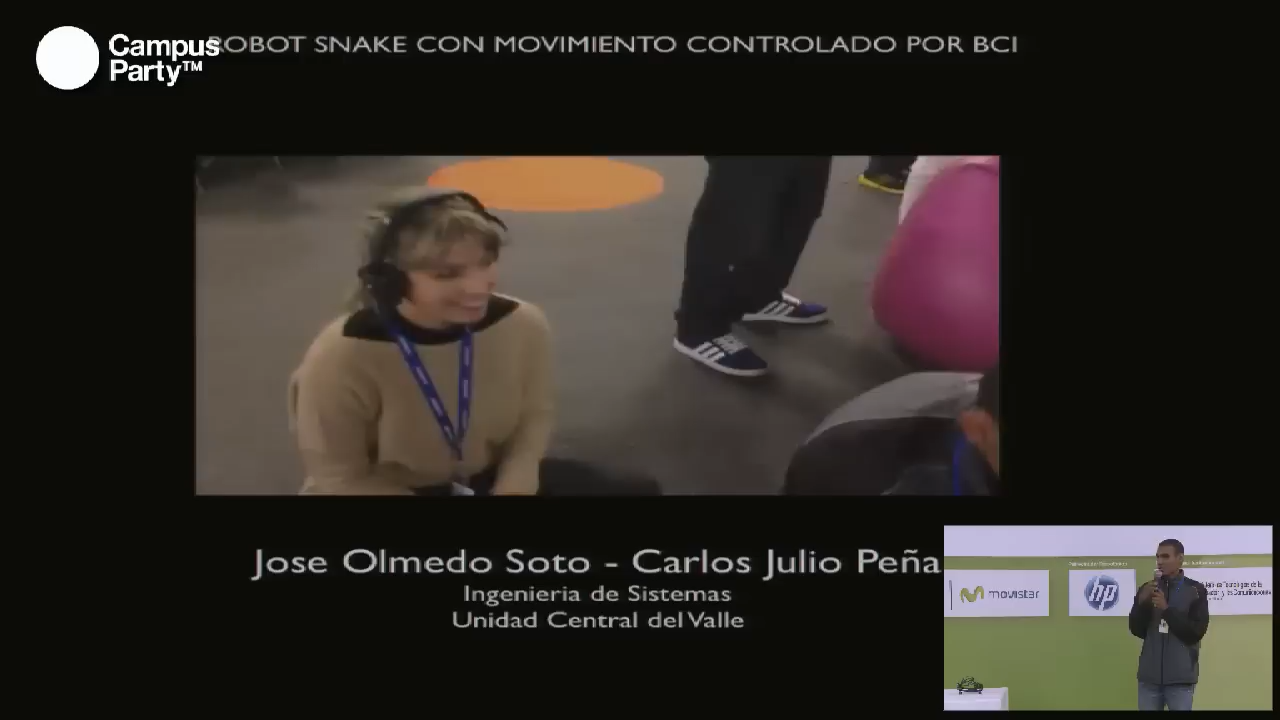 Campus
Party™
ROBOT SNAKE CON MOVIMIENTO CONTROLADO POR BCI
Jose Olmedo Soto - Carlos Julio Peña
Ingenieria de Sistemas
Unidad Central del Valle
movistar
hp